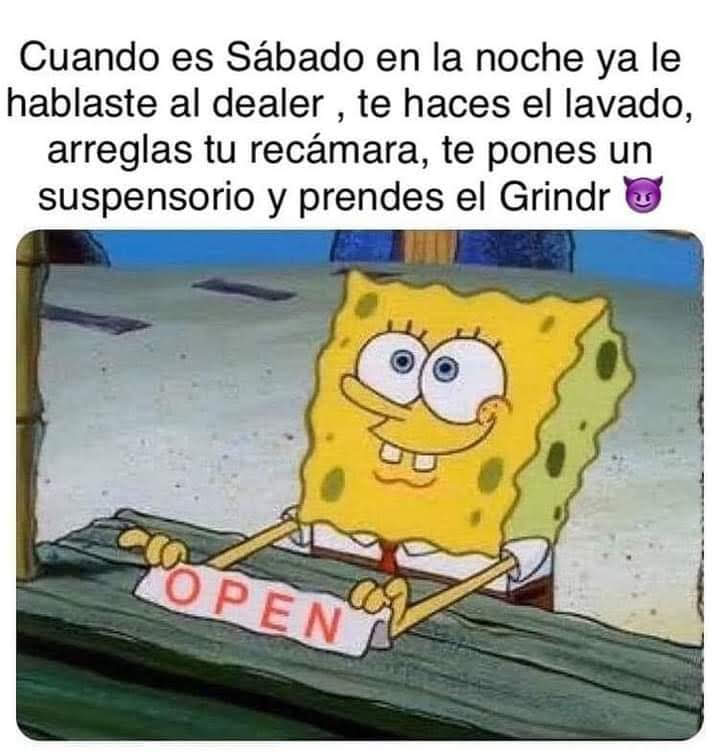 Cuando es Sábado en la noche ya le
hablaste al dealer , te haces el lavado,
arreglas tu recámara, te pones un
suspensorio y prendes el Grindr 😈
OPEN